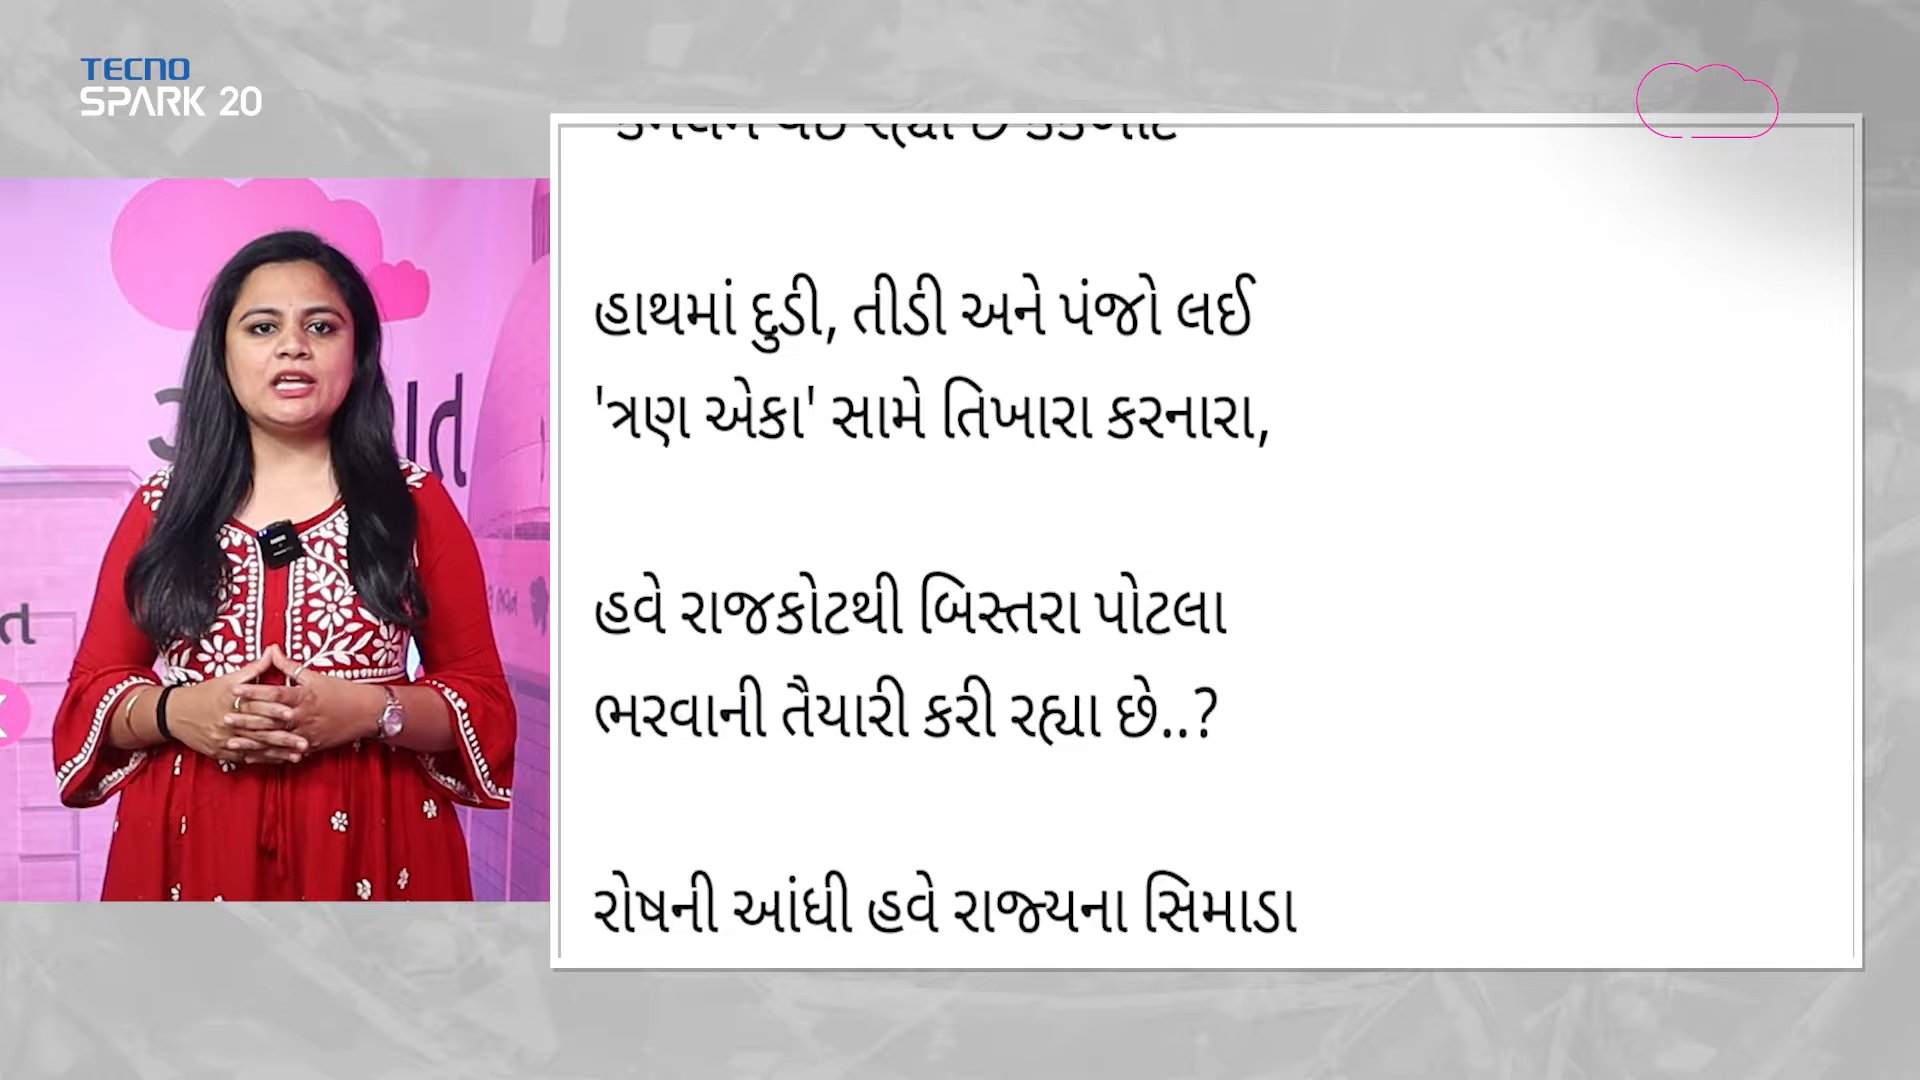 TECNO
SPARK 20
હાથમાં દુડી, તીડી અને પંજો લઈ
'ત્રણ એકા' સામે તિખારા કરનારા,
હવે રાજકોટથી બિસ્તરા પોટલા
ભરવાની તૈયારી કરી રહ્યા છે..?
રોષની આંધી હવે રાજ્યના સિમાડા